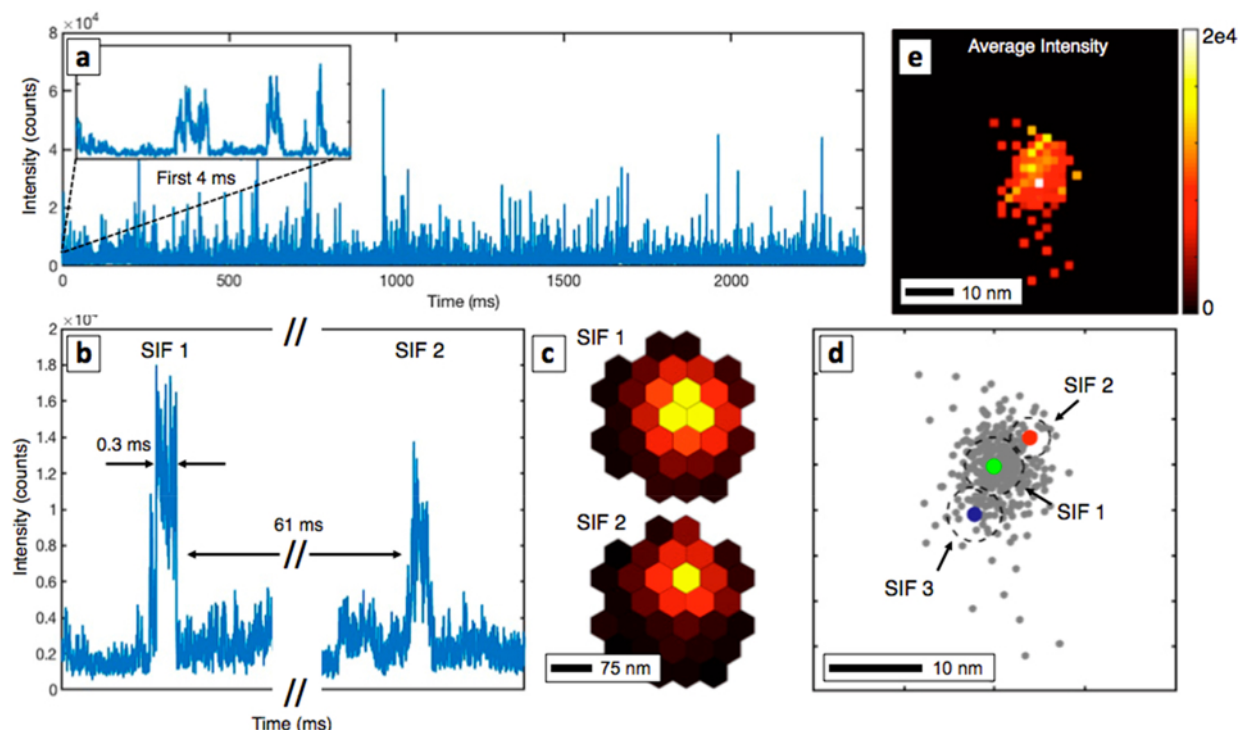 a
×10⁴
8
6
4
2
0
Intensity (counts)
First 4 ms
0
500
1000
1500
2000
Time (ms)
e
Average Intensity
10 nm
2e4
0
b
2
1.8
1.6
1.4
1.2
1
0.8
0.6
0.4
0.2
0
Intensity (counts)
//
SIF 1
SIF 2
0.3 ms
61 ms
//
//
Time (ms)
c
SIF 1
SIF 2
75 nm
d
SIF 2
SIF 1
SIF 3
10 nm